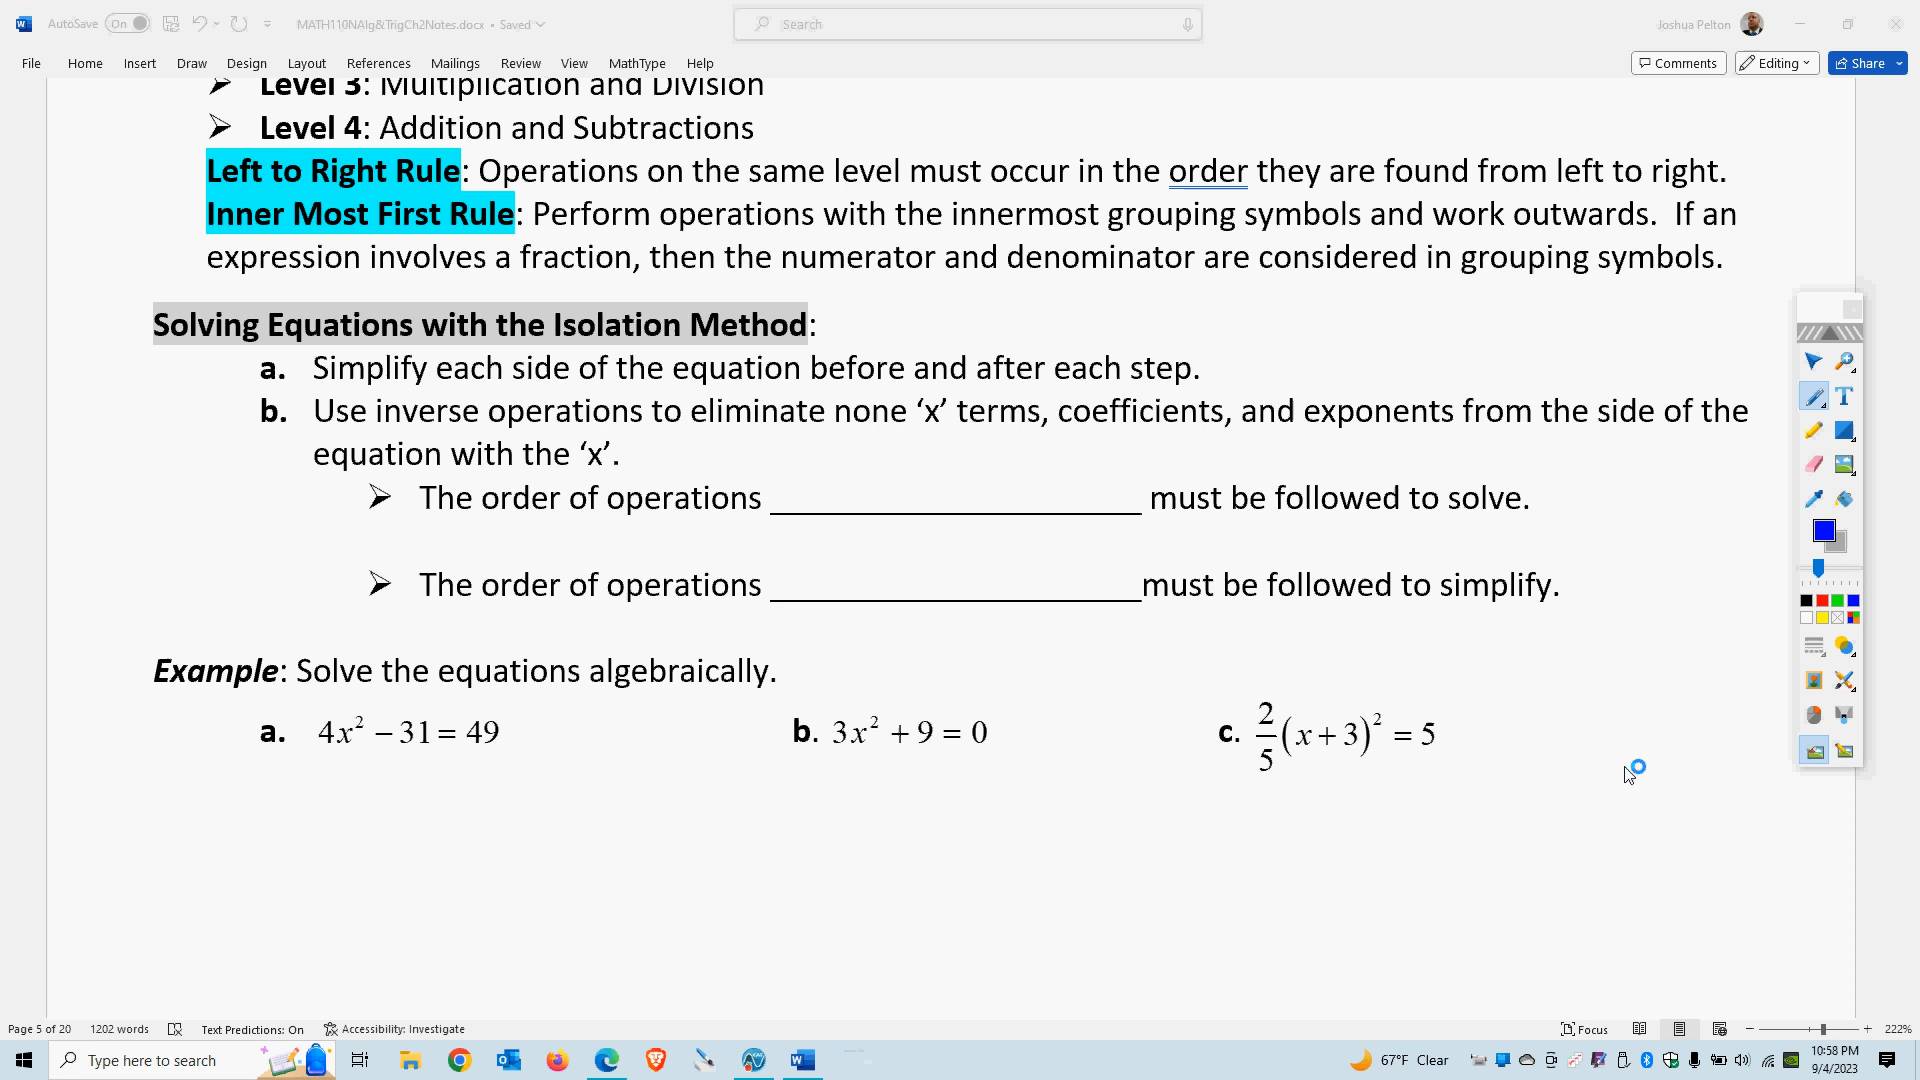 AutoSave On MATH110NAlg&TrigCh2Notes.docx • Saved Search Joshua Pelton
File Home Insert Draw Design Layout References Mailings Review View MathType Help Comments Editing Share
➢ Level 3: Multiplication and Division
➢ Level 4: Addition and Subtractions
Left to Right Rule: Operations on the same level must occur in the order they are found from left to right.
Inner Most First Rule: Perform operations with the innermost grouping symbols and work outwards. If an
expression involves a fraction, then the numerator and denominator are considered in grouping symbols.
Solving Equations with the Isolation Method:
a. Simplify each side of the equation before and after each step.
b. Use inverse operations to eliminate none ‘x’ terms, coefficients, and exponents from the side of the
equation with the ‘x’.
➢ The order of operations ____________________ must be followed to solve.
➢ The order of operations ____________________must be followed to simplify.
Example: Solve the equations algebraically.
a. 4x² − 31 = 49 b. 3x² + 9 = 0 c. 2/5 (x + 3)² = 5
Page 5 of 20 1202 words Text Predictions: On Accessibility: Investigate Focus 222%
Type here to search 67°F Clear 10:58 PM
9/4/2023